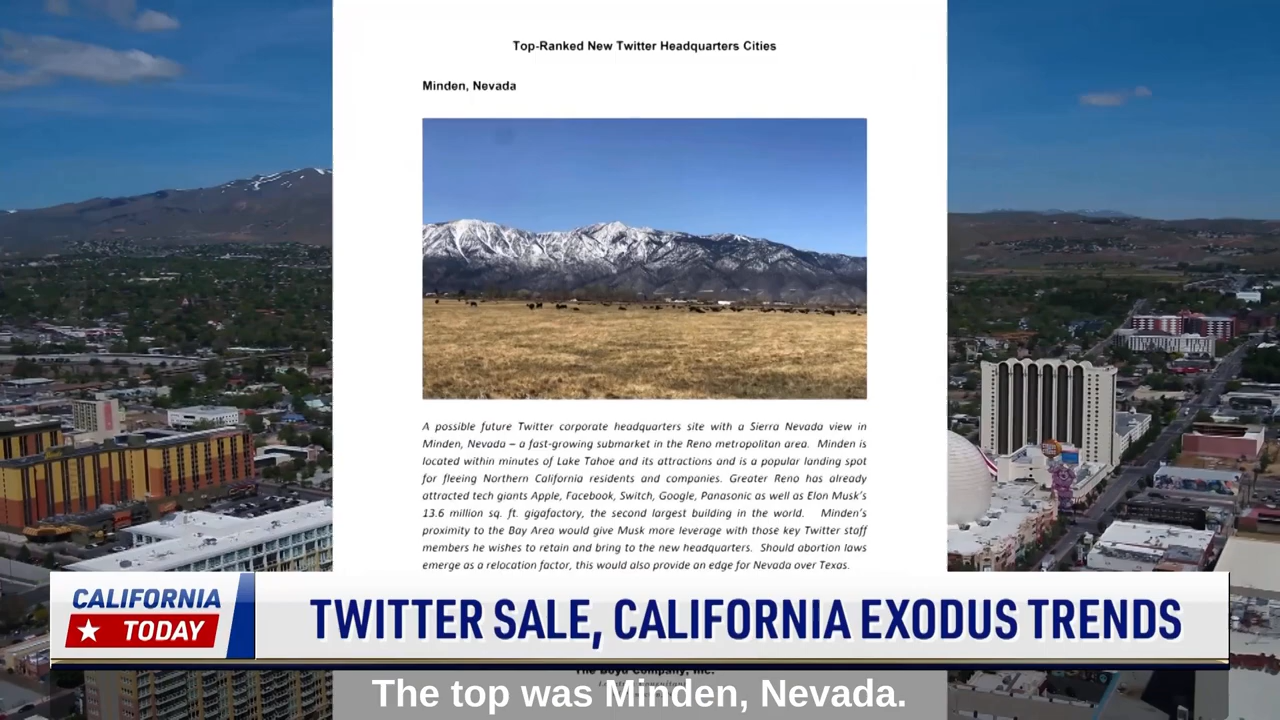 Top-Ranked New Twitter Headquarters Cities
Minden, Nevada
A possible future Twitter corporate headquarters site with a Sierra Nevada view in
Minden, Nevada – a fast-growing submarket in the Reno metropolitan area. Minden is
located within minutes of Lake Tahoe and its attractions and is a popular landing spot
for fleeing Northern California residents and companies. Greater Reno has already
attracted tech giants Apple, Facebook, Switch, Google, Panasonic as well as Elon Musk's
13.6 million sq. ft. gigafactory, the second largest building in the world. Minden's
proximity to the Bay Area would give Musk more leverage with those key Twitter staff
members he wishes to retain and bring to the new headquarters. Should abortion laws
emerge as a relocation factor, this would also provide an edge for Nevada over Texas.
CALIFORNIA
TODAY
TWITTER SALE, CALIFORNIA EXODUS TRENDS
The Boyd Company, Inc.
The top was Minden, Nevada.